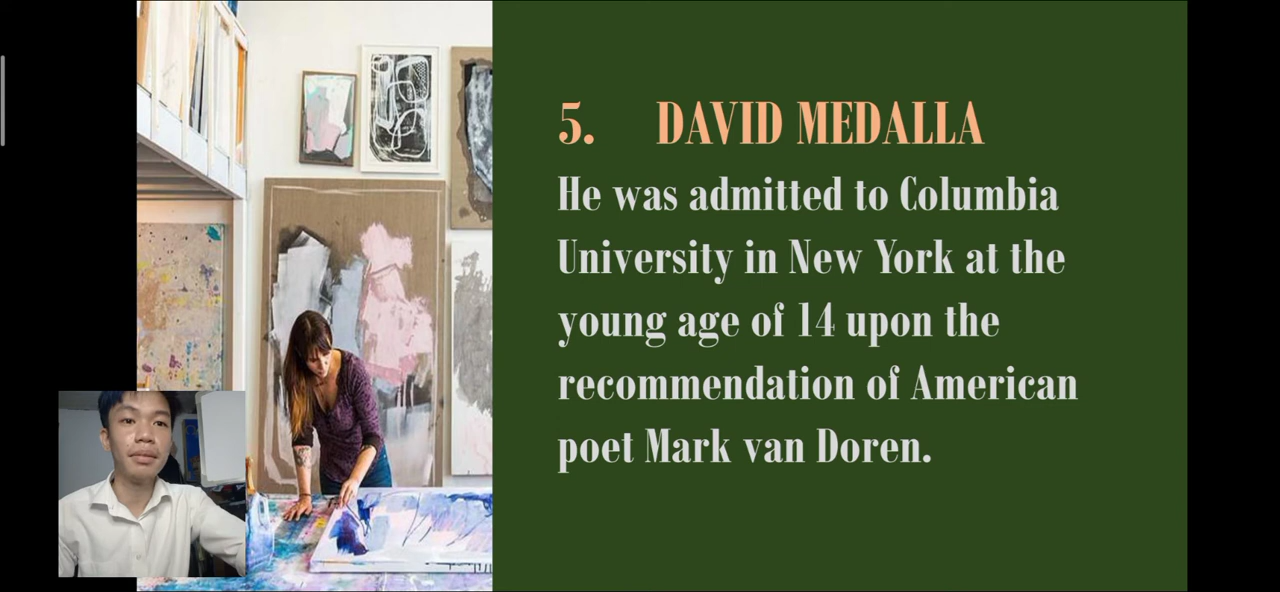 5. DAVID MEDALLA
He was admitted to Columbia
University in New York at the
young age of 14 upon the
recommendation of American
poet Mark van Doren.